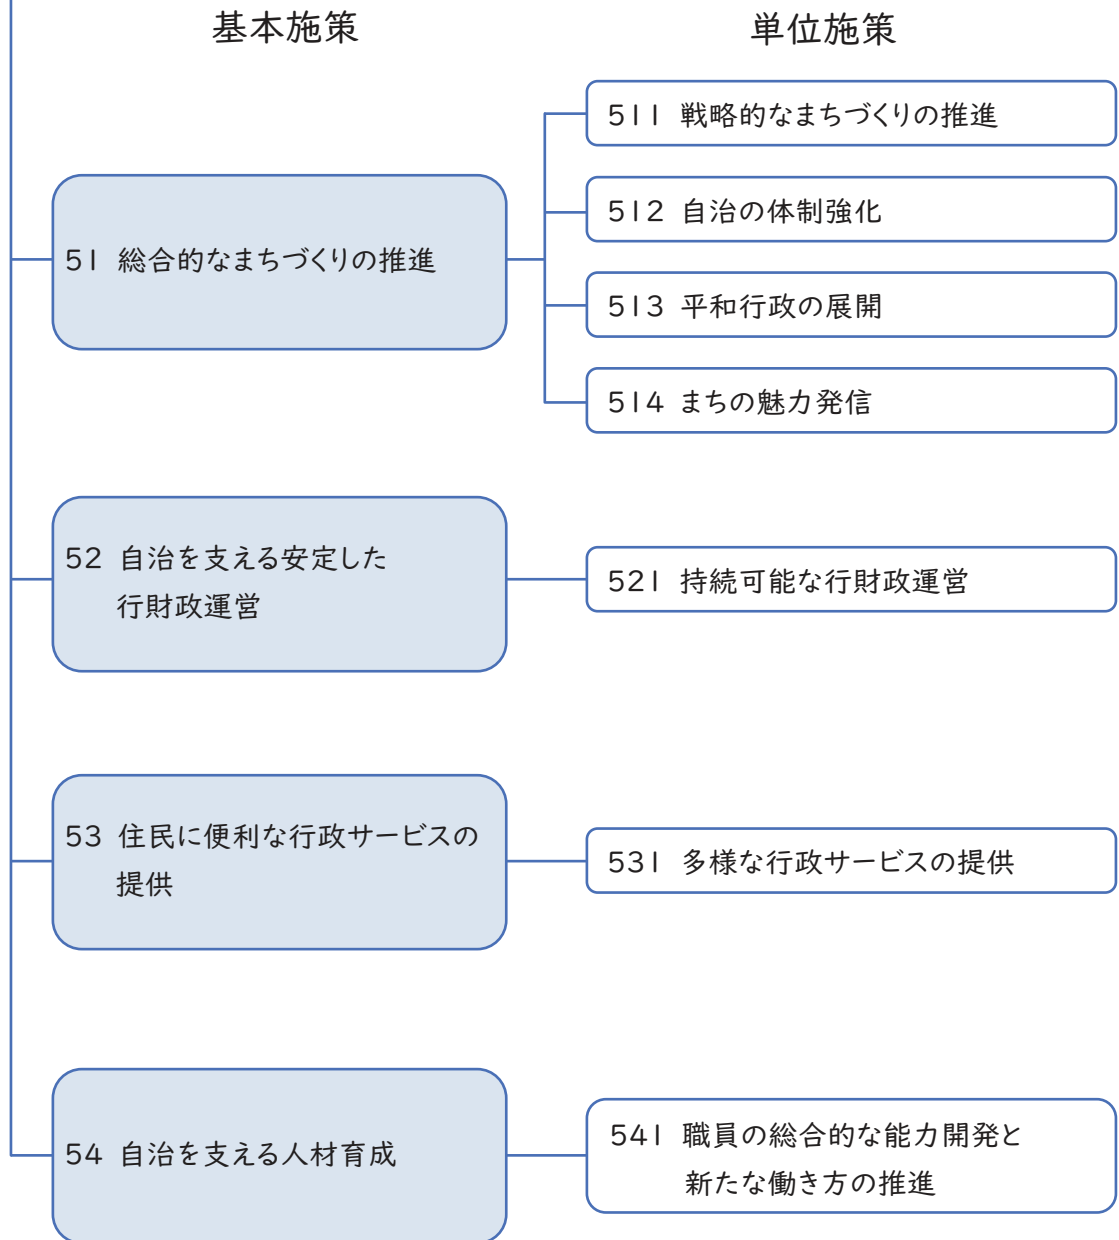 基本施策
単位施策
51 総合的なまちづくりの推進
511 戦略的なまちづくりの推進
512 自治の体制強化
513 平和行政の展開
514 まちの魅力発信
52 自治を支える安定した
行財政運営
521 持続可能な行財政運営
53 住民に便利な行政サービスの
提供
531 多様な行政サービスの提供
54 自治を支える人材育成
541 職員の総合的な能力開発と
新たな働き方の推進